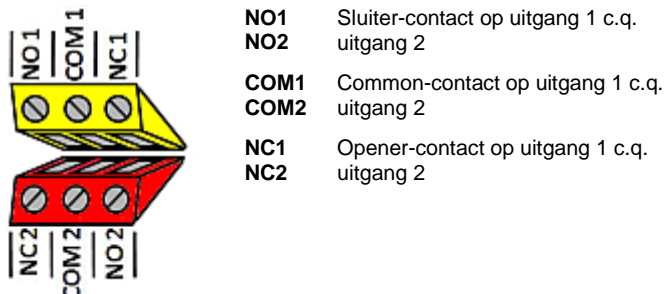 NO1
COM1
NC1
NC2
COM2
NO2
NO1 Sluiter-contact op uitgang 1 c.q.
NO2 uitgang 2
COM1 Common-contact op uitgang 1 c.q.
COM2 uitgang 2
NC1 Opener-contact op uitgang 1 c.q.
NC2 uitgang 2